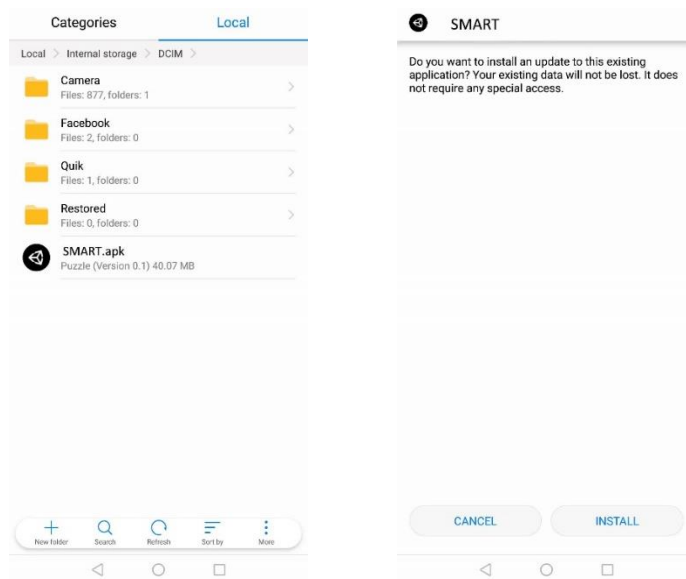 Categories
Local
Local > Internal storage > DCIM >
Camera
Files: 877, folders: 1
Facebook
Files: 2, folders: 0
Quik
Files: 1, folders: 0
Restored
Files: 0, folders: 0
SMART.apk
Puzzle (Version 0.1) 40.07 MB
New folder
Search
Refresh
Sort by
More
SMART
Do you want to install an update to this existing
application? Your existing data will not be lost. It does
not require any special access.
CANCEL
INSTALL